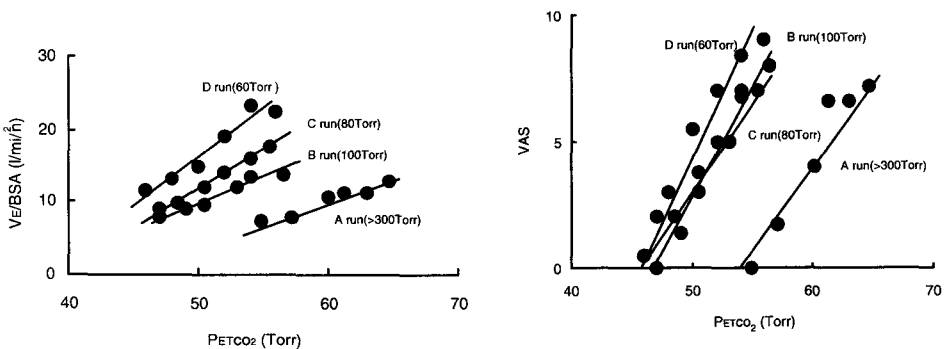 30
20
10
0
VE/BSA (l/mi/n̂)
D run(60Torr)
C run(80Torr)
B run(100Torr)
A run(>300Torr)
40
50
60
70
PETCO2 (Torr)
10
5
0
VAS
D run(60Torr)
B run(100Torr)
C run(80Torr)
A run(>300Torr)
40
50
60
70
PETCO2 (Torr)